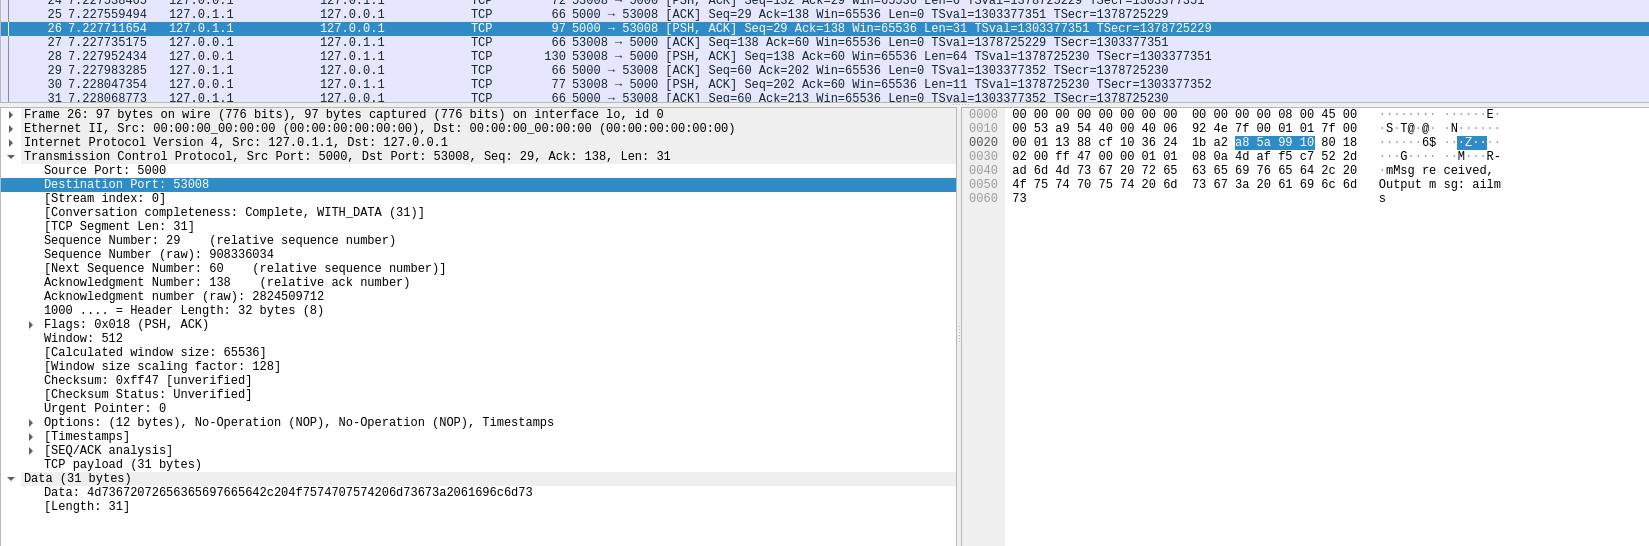 24 7.227538465 127.0.0.1 127.0.1.1 TCP 72 53008 → 5000 [PSH, ACK] Seq=132 Ack=29 Win=65536 Len=6 TSval=1378725229 TSecr=1303377351
25 7.227559494 127.0.1.1 127.0.0.1 TCP 66 5000 → 53008 [ACK] Seq=29 Ack=138 Win=65536 Len=0 TSval=1303377351 TSecr=1378725229
26 7.227711654 127.0.1.1 127.0.0.1 TCP 97 5000 → 53008 [PSH, ACK] Seq=29 Ack=138 Win=65536 Len=31 TSval=1303377351 TSecr=1378725229
27 7.227735175 127.0.0.1 127.0.1.1 TCP 66 53008 → 5000 [ACK] Seq=138 Ack=60 Win=65536 Len=0 TSval=1378725229 TSecr=1303377351
28 7.227952434 127.0.0.1 127.0.1.1 TCP 130 53008 → 5000 [PSH, ACK] Seq=138 Ack=60 Win=65536 Len=64 TSval=1378725230 TSecr=1303377351
29 7.227983285 127.0.1.1 127.0.0.1 TCP 66 5000 → 53008 [ACK] Seq=60 Ack=202 Win=65536 Len=0 TSval=1303377352 TSecr=1378725230
30 7.228047354 127.0.0.1 127.0.1.1 TCP 77 53008 → 5000 [PSH, ACK] Seq=202 Ack=60 Win=65536 Len=11 TSval=1378725230 TSecr=1303377352
31 7.228068773 127.0.1.1 127.0.0.1 TCP 66 5000 → 53008 [ACK] Seq=60 Ack=213 Win=65536 Len=0 TSval=1303377352 TSecr=1378725230
Frame 26: 97 bytes on wire (776 bits), 97 bytes captured (776 bits) on interface lo, id 0
Ethernet II, Src: 00:00:00_00:00:00 (00:00:00:00:00:00), Dst: 00:00:00_00:00:00 (00:00:00:00:00:00)
Internet Protocol Version 4, Src: 127.0.1.1, Dst: 127.0.0.1
Transmission Control Protocol, Src Port: 5000, Dst Port: 53008, Seq: 29, Ack: 138, Len: 31
Source Port: 5000
Destination Port: 53008
[Stream index: 0]
[Conversation completeness: Complete, WITH_DATA (31)]
[TCP Segment Len: 31]
Sequence Number: 29 (relative sequence number)
Sequence Number (raw): 908336034
[Next Sequence Number: 60 (relative sequence number)]
Acknowledgment Number: 138 (relative ack number)
Acknowledgment number (raw): 2824509712
1000 .... = Header Length: 32 bytes (8)
Flags: 0x018 (PSH, ACK)
Window: 512
[Calculated window size: 65536]
[Window size scaling factor: 128]
Checksum: 0xff47 [unverified]
[Checksum Status: Unverified]
Urgent Pointer: 0
Options: (12 bytes), No-Operation (NOP), No-Operation (NOP), Timestamps
[Timestamps]
[SEQ/ACK analysis]
TCP payload (31 bytes)
Data (31 bytes)
Data: 4d7367207265636569766564​2c204f7574707574206d73673a2061696c6d73
[Length: 31]
0000 00 00 00 00 00 00 00 00 00 00 00 00 08 00 45 00 ········ ······E·
0010 00 53 a9 54 40 00 40 06 92 4e 7f 00 01 01 7f 00 ·S·T@·@· ·N······
0020 00 01 13 88 cf 10 36 24 1b a2 a8 5a 99 10 80 18 ······6$ ···Z····
0030 02 00 ff 47 00 00 01 01 08 0a 4d af f5 c7 52 2d ···G···· ··M···R-
0040 ad 6d 4d 73 67 20 72 65 63 65 69 76 65 64 2c 20 ·mMsg re ceived,
0050 4f 75 74 70 75 74 20 6d 73 67 3a 20 61 69 6c 6d Output m sg: ailm
0060 73 s